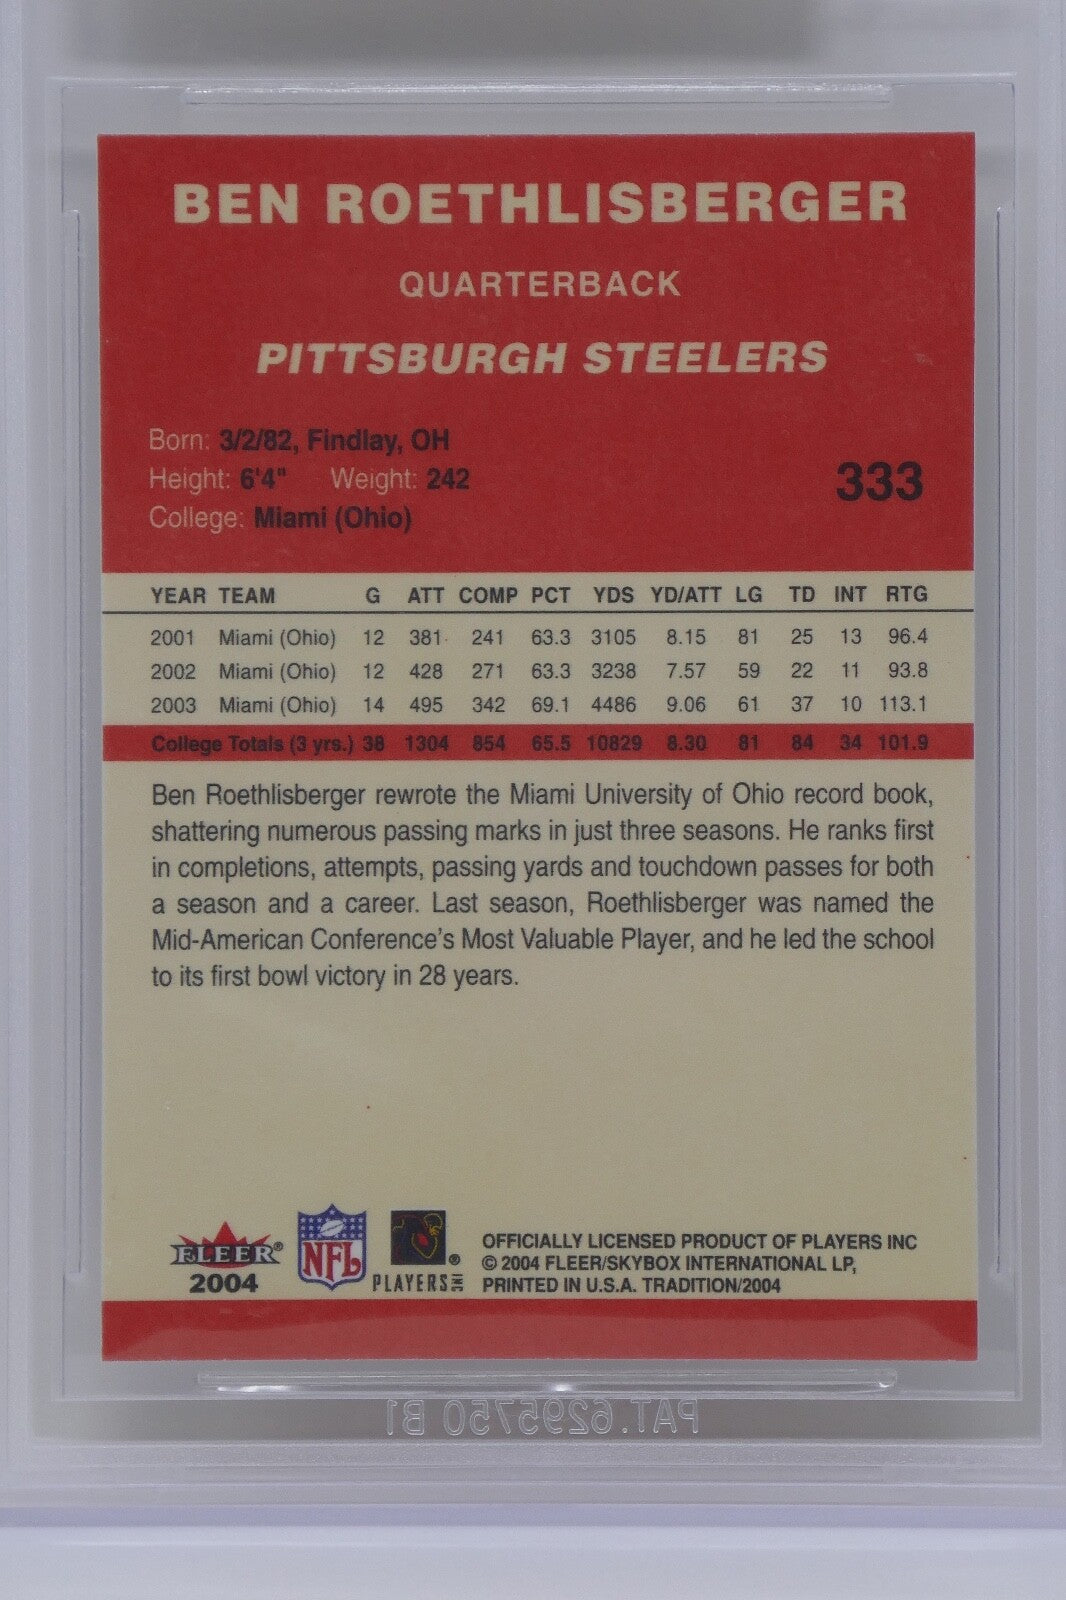 BEN ROETHLISBERGER
QUARTERBACK
PITTSBURGH STEELERS
Born: 3/2/82, Findlay, OH
Height: 6'4" Weight: 242
333
College: Miami (Ohio)
YEAR TEAM G ATT COMP PCT YDS YD/ATT LG TD INT RTG
2001 Miami (Ohio) 12 381 241 63.3 3105 8.15 81 25 13 96.4
2002 Miami (Ohio) 12 428 271 63.3 3238 7.57 59 22 11 93.8
2003 Miami (Ohio) 14 495 342 69.1 4486 9.06 61 37 10 113.1
College Totals (3 yrs.) 38 1304 854 65.5 10829 8.30 81 84 34 101.9
Ben Roethlisberger rewrote the Miami University of Ohio record book,
shattering numerous passing marks in just three seasons. He ranks first
in completions, attempts, passing yards and touchdown passes for both
a season and a career. Last season, Roethlisberger was named the
Mid-American Conference's Most Valuable Player, and he led the school
to its first bowl victory in 28 years.
FLEER®
2004
NFL
PLAYERS INC ®
OFFICIALLY LICENSED PRODUCT OF PLAYERS INC
© 2004 FLEER/SKYBOX INTERNATIONAL LP,
PRINTED IN U.S.A. TRADITION/2004
PAT.6295750 B1